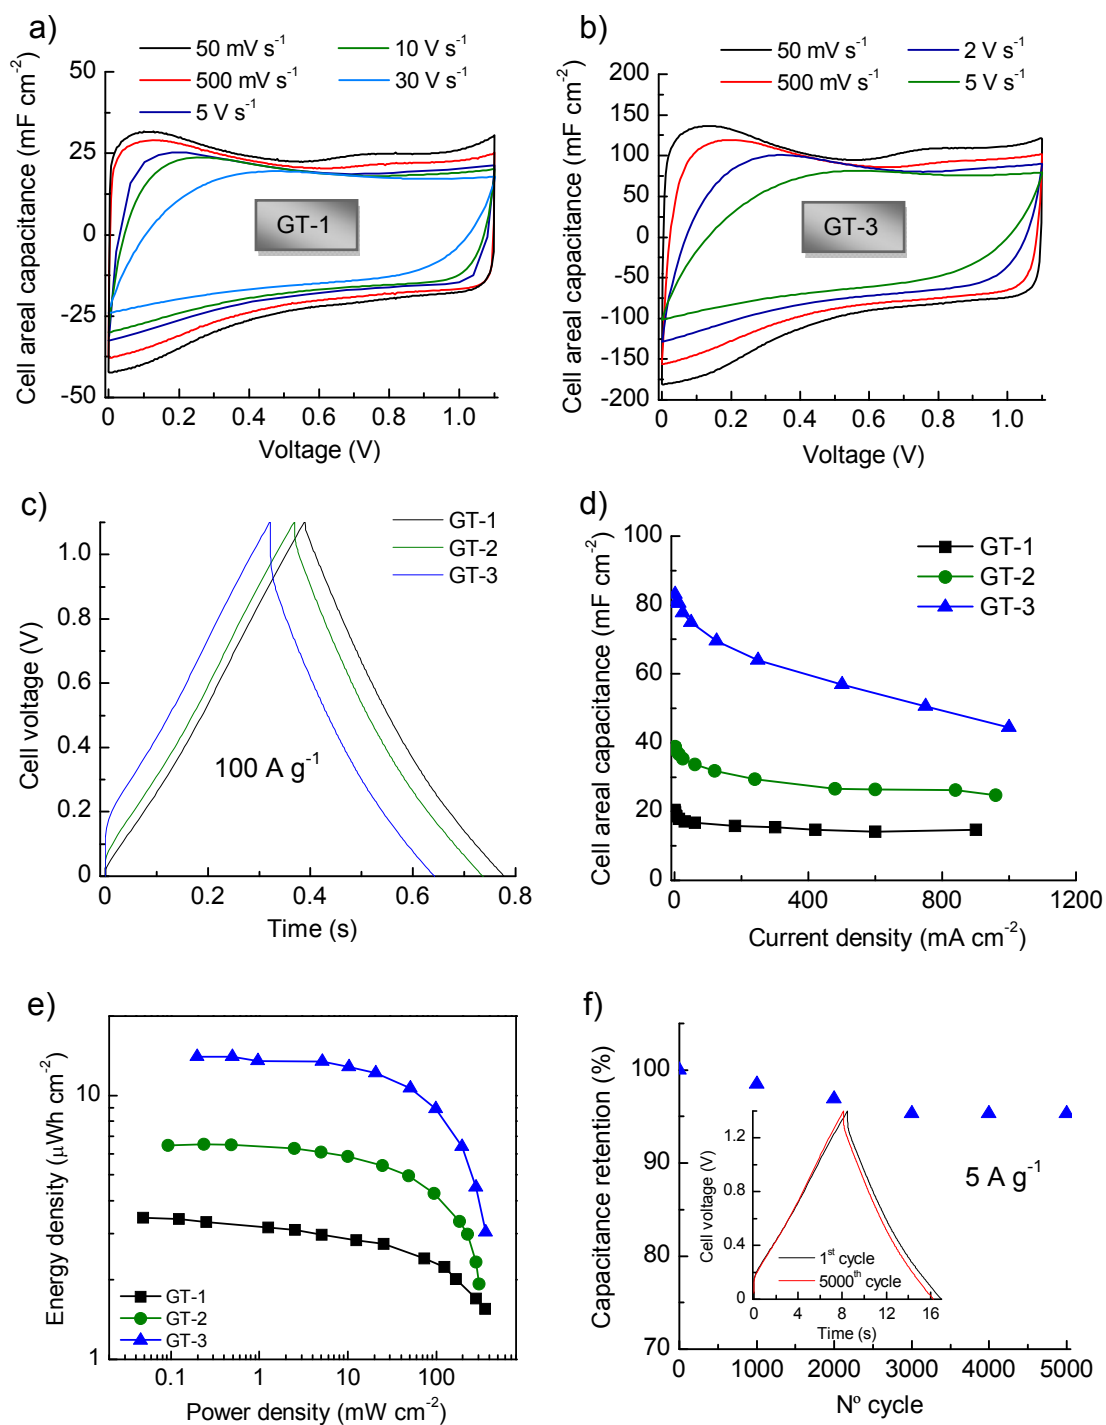 a)
50 mV s⁻¹
10 V s⁻¹
500 mV s⁻¹
30 V s⁻¹
5 V s⁻¹
Cell areal capacitance (mF cm⁻²)
50
25
0
-25
-50
GT-1
0 0.2 0.4 0.6 0.8 1.0
Voltage (V)
b)
50 mV s⁻¹
2 V s⁻¹
500 mV s⁻¹
5 V s⁻¹
Cell areal capacitance (mF cm⁻²)
200
150
100
50
0
-50
-100
-150
-200
GT-3
0 0.2 0.4 0.6 0.8 1.0
Voltage (V)
c)
GT-1
GT-2
GT-3
Cell voltage (V)
1.0
0.8
0.6
0.4
0.2
0
100 A g⁻¹
0 0.2 0.4 0.6 0.8
Time (s)
d)
GT-1
GT-2
GT-3
Cell areal capacitance (mF cm⁻²)
100
80
60
40
20
0
0 400 800 1200
Current density (mA cm⁻²)
e)
Energy density (µWh cm⁻²)
10
1
GT-1
GT-2
GT-3
0.1 1 10 100
Power density (mW cm⁻²)
f)
Capacitance retention (%)
100
90
80
70
5 A g⁻¹
Cell voltage (V)
1.2
0.8
0.4
0
1ˢᵗ cycle
5000ᵗʰ cycle
0 4 8 12 16
Time (s)
0 1000 2000 3000 4000 5000
Nº cycle